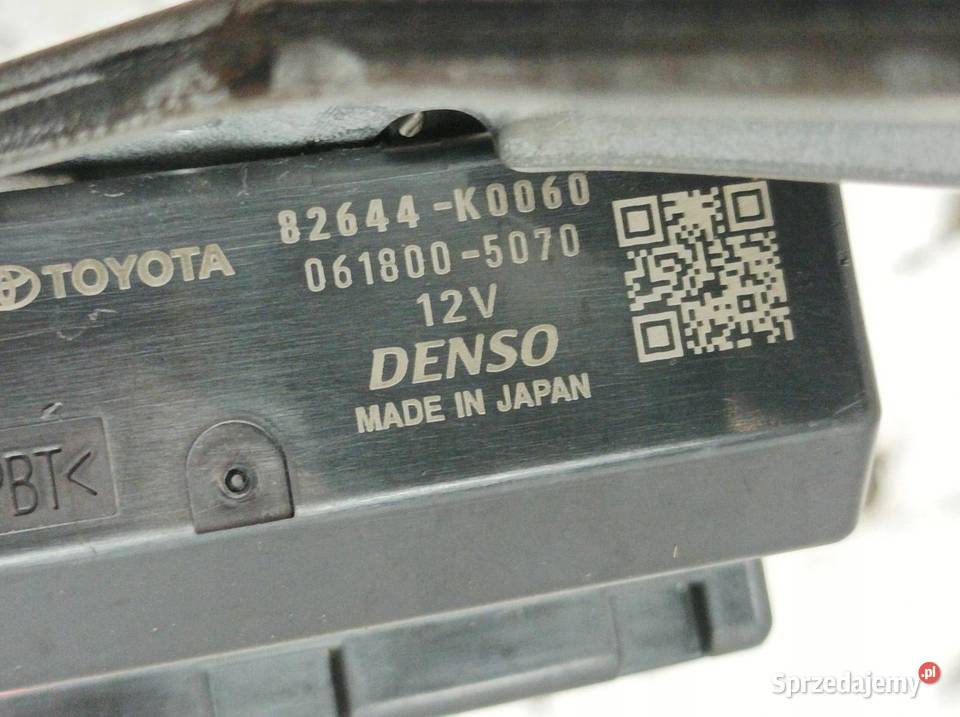 82644-K0060
TOYOTA
061800-5070
12V
DENSO
MADE IN JAPAN
PBT<
Sprzedajemy.pl